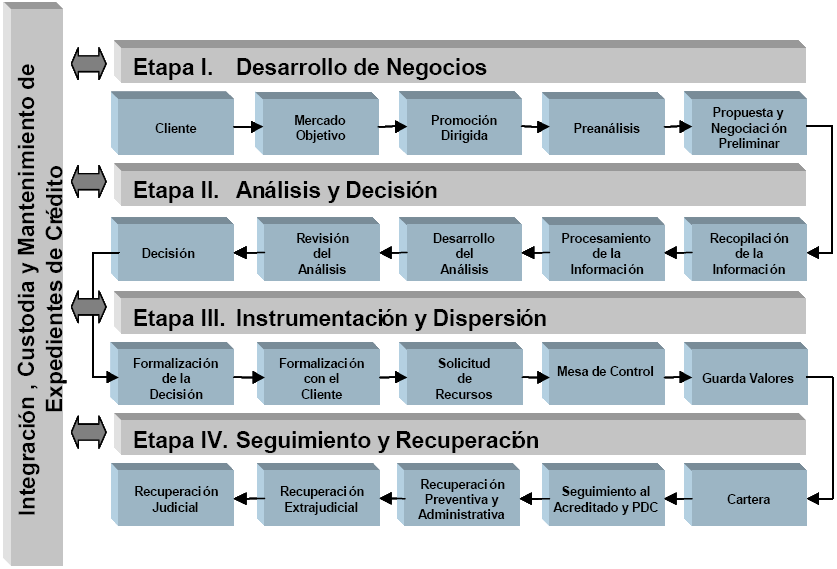 Integración , Custodia y Mantenimiento de
Expedientes de Crédito
Etapa I. Desarrollo de Negocios
Cliente
Mercado
Objetivo
Promoción
Dirigida
Preanálisis
Propuesta y
Negociación
Preliminar
Etapa II. Análisis y Decisión
Decisión
Revisión
del
Análisis
Desarrollo
del
Análisis
Procesamiento
de la
Información
Recopilación
de la
Información
Etapa III. Instrumentación y Dispersión
Formalización
de la
Decisión
Formalización
con el
Cliente
Solicitud
de
Recursos
Mesa de Control
Guarda Valores
Etapa IV. Seguimiento y Recuperación
Recuperación
Judicial
Recuperación
Extrajudicial
Recuperación
Preventiva y
Administrativa
Seguimiento al
Acreditado y PDC
Cartera